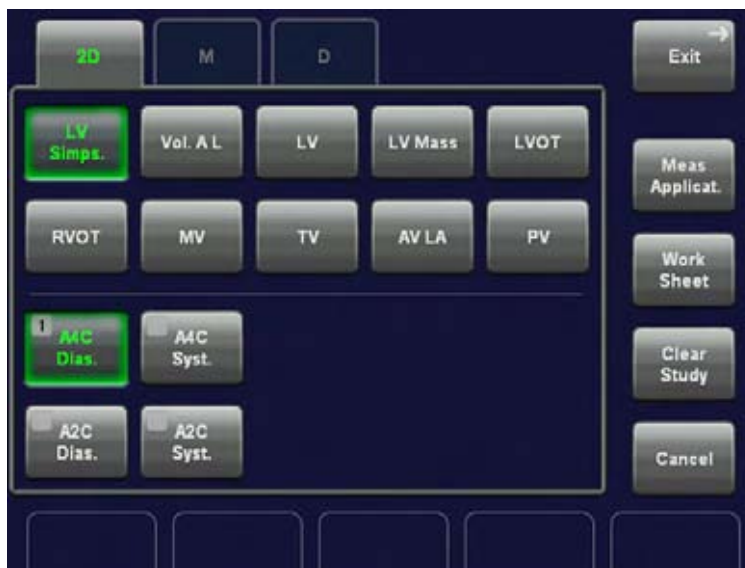 2D M D Exit
LV Simps. Vol. A L LV LV Mass LVOT
Meas Applicat.
RVOT MV TV AV LA PV
Work Sheet
1 A4C Dias. A4C Syst.
Clear Study
A2C Dias. A2C Syst.
Cancel